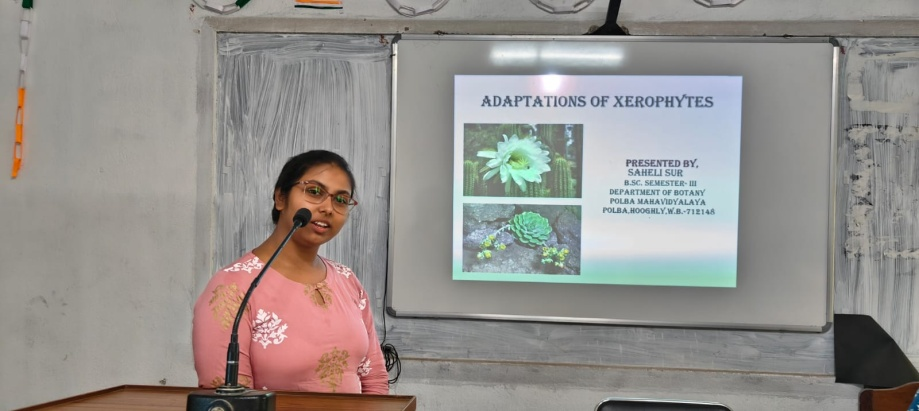 ADAPTATIONS OF XEROPHYTES
PRESENTED BY,
SAHELI SUR
B.SC. SEMESTER- III
DEPARTMENT OF BOTANY
POLBA MAHAVIDYALAYA
POLBA,HOOGHLY,W.B.-712148